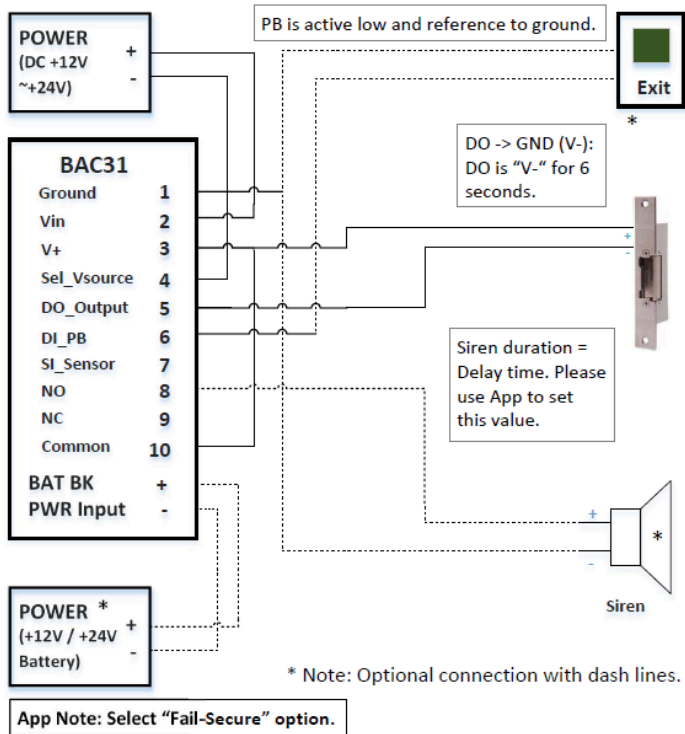 PB is active low and reference to ground.
POWER
(DC +12V
~+24V)
+
-
Exit
*
BAC31
Ground 1
Vin 2
V+ 3
Sel_Vsource 4
DO_Output 5
DI_PB 6
SI_Sensor 7
NO 8
NC 9
Common 10
BAT BK +
PWR Input -
DO -> GND (V-):
DO is “V-“ for 6
seconds.
+
-
Siren duration =
Delay time. Please
use App to set
this value.
+
-
*
Siren
POWER *
(+12V / +24V
Battery)
+
-
* Note: Optional connection with dash lines.
App Note: Select “Fail-Secure” option.